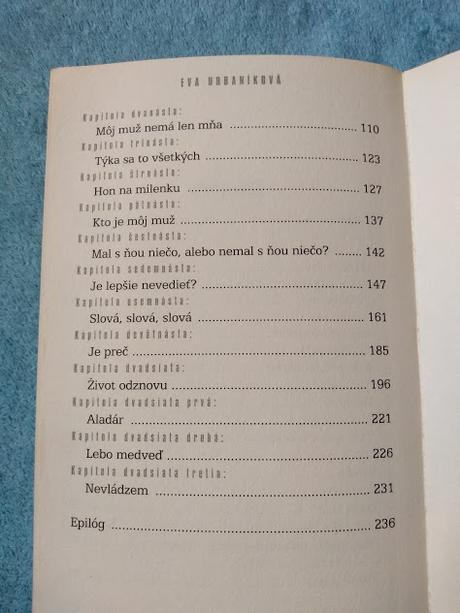 EVA URBANÍKOVÁ
Kapitola dvanásta:
Môj muž nemá len mňa ........ 110
Kapitola trinásta:
Týka sa to všetkých ........ 123
Kapitola štrnásta:
Hon na milenku ........ 127
Kapitola pätnásta:
Kto je môj muž ........ 137
Kapitola šestnásta:
Mal s ňou niečo, alebo nemal s ňou niečo? ........ 142
Kapitola sedemnásta:
Je lepšie nevedieť? ........ 147
Kapitola osemnásta:
Slová, slová, slová ........ 161
Kapitola devätnásta:
Je preč ........ 185
Kapitola dvadsiata:
Život odznovu ........ 196
Kapitola dvadsiata prvá:
Aladár ........ 221
Kapitola dvadsiata druhá:
Lebo medveď ........ 226
Kapitola dvadsiata tretia:
Nevládzem ........ 231
Epilóg ........ 236